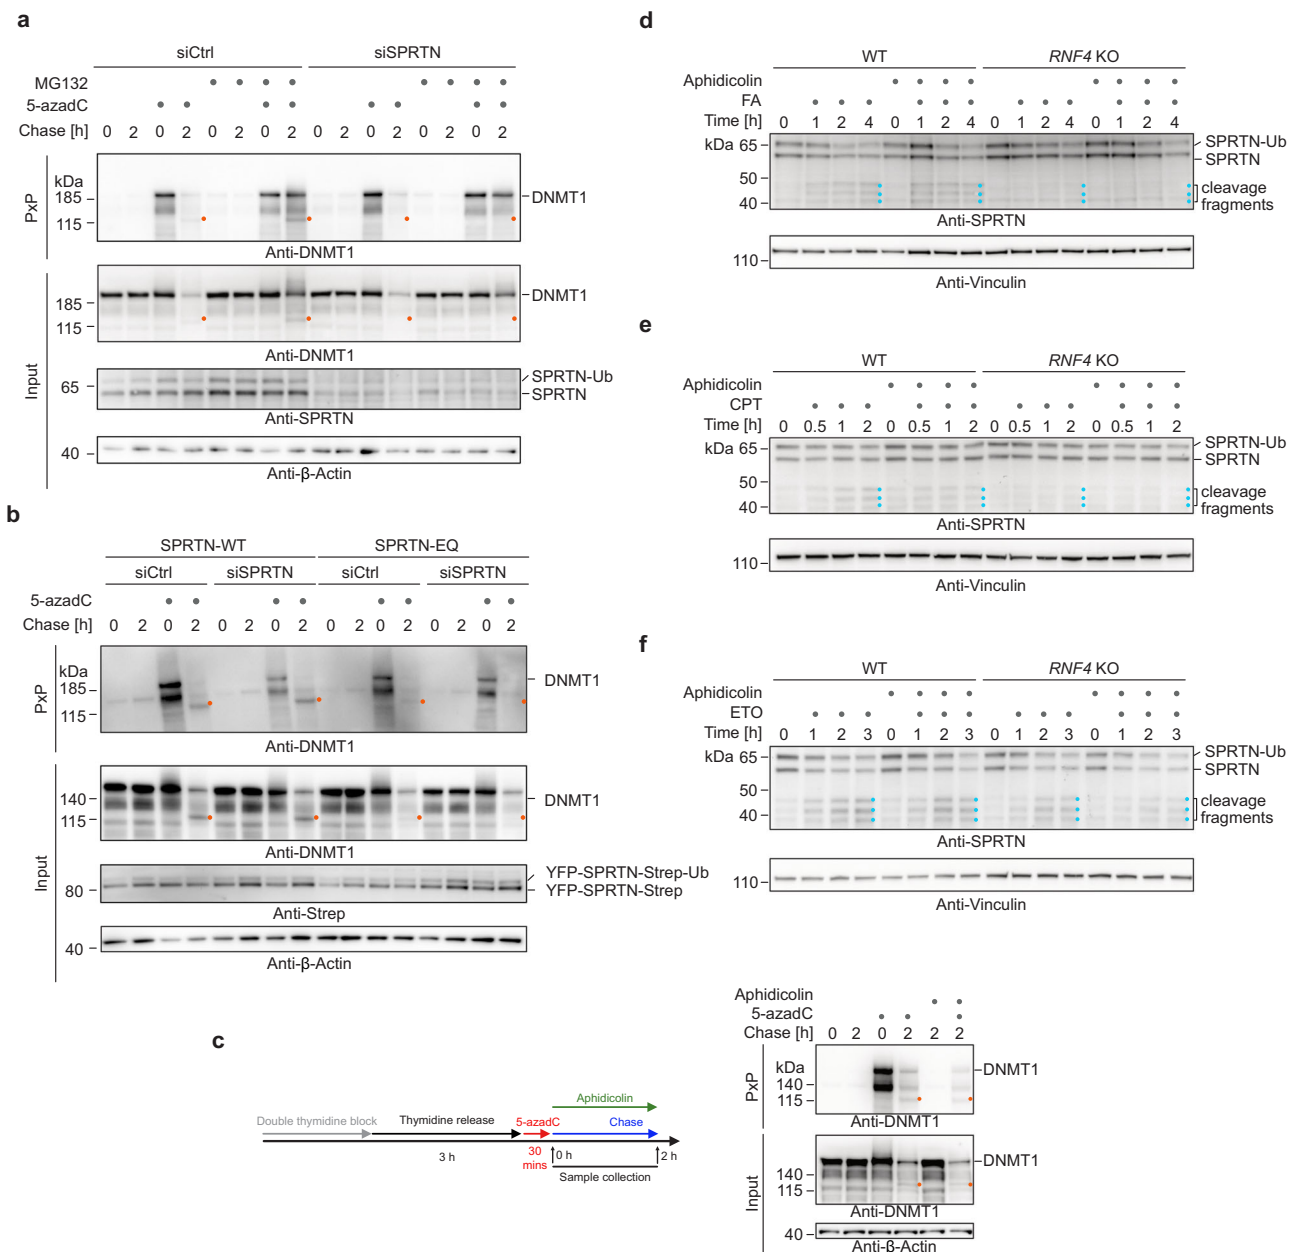 a
siCtrl siSPRTN
MG132
5-azadC
Chase [h] 0 2 0 2 0 2 0 2 0 2 0 2 0 2 0 2
PxP
kDa
185
115
DNMT1
Anti-DNMT1
Input
185
115
DNMT1
Anti-DNMT1
65
SPRTN-Ub
SPRTN
Anti-SPRTN
40
Anti-β-Actin
b
SPRTN-WT SPRTN-EQ
siCtrl siSPRTN siCtrl siSPRTN
5-azadC
Chase [h] 0 2 0 2 0 2 0 2 0 2 0 2 0 2 0 2
PxP
kDa
185
115
DNMT1
Anti-DNMT1
Input
140
115
DNMT1
Anti-DNMT1
80
YFP-SPRTN-Strep-Ub
YFP-SPRTN-Strep
Anti-Strep
40
Anti-β-Actin
c
Double thymidine block
Thymidine release
3 h
5-azadC
30
mins
Aphidicolin
Chase
0 h
2 h
Sample collection
Aphidicolin
5-azadC
Chase [h] 0 2 0 2 2 2
PxP
kDa
140
115
DNMT1
Anti-DNMT1
Input
140
115
DNMT1
Anti-DNMT1
40
Anti-β-Actin
d
WT RNF4 KO
Aphidicolin
FA
Time [h] 0 1 2 4 0 1 2 4 0 1 2 4 0 1 2 4
kDa 65
50
40
SPRTN-Ub
SPRTN
cleavage
fragments
Anti-SPRTN
110
Anti-Vinculin
e
WT RNF4 KO
Aphidicolin
CPT
Time [h] 0 0.5 1 2 0 0.5 1 2 0 0.5 1 2 0 0.5 1 2
kDa 65
50
40
SPRTN-Ub
SPRTN
cleavage
fragments
Anti-SPRTN
110
Anti-Vinculin
f
WT RNF4 KO
Aphidicolin
ETO
Time [h] 0 1 2 3 0 1 2 3 0 1 2 3 0 1 2 3
kDa 65
50
40
SPRTN-Ub
SPRTN
cleavage
fragments
Anti-SPRTN
110
Anti-Vinculin